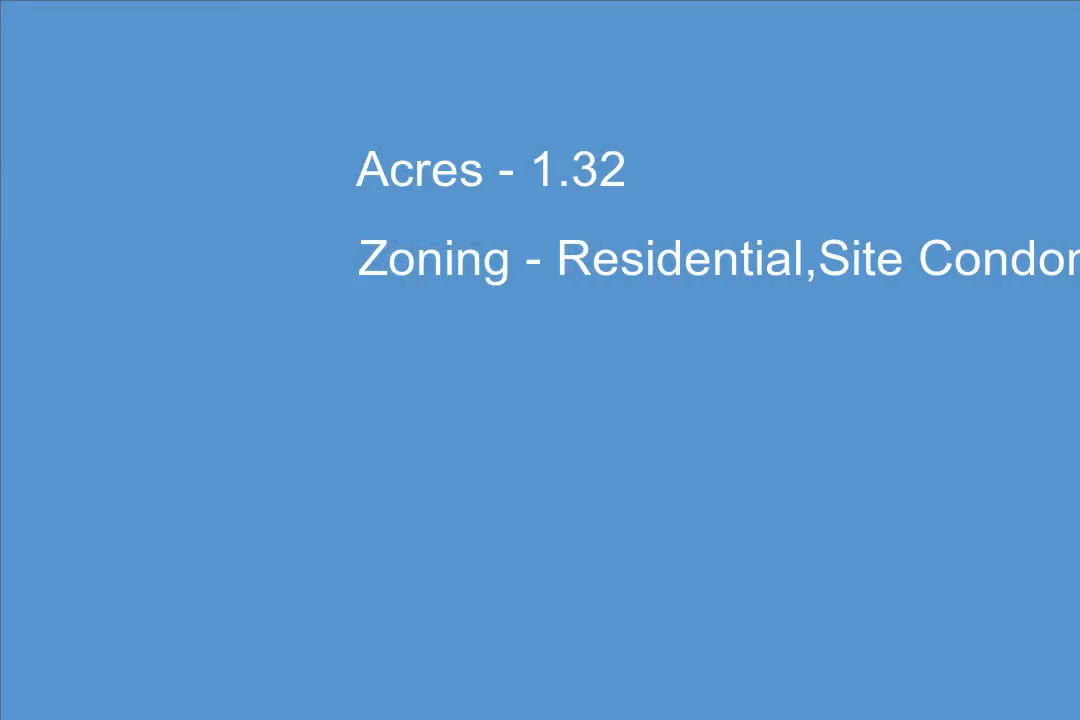 Acres - 1.32
Zoning - Residential,Site